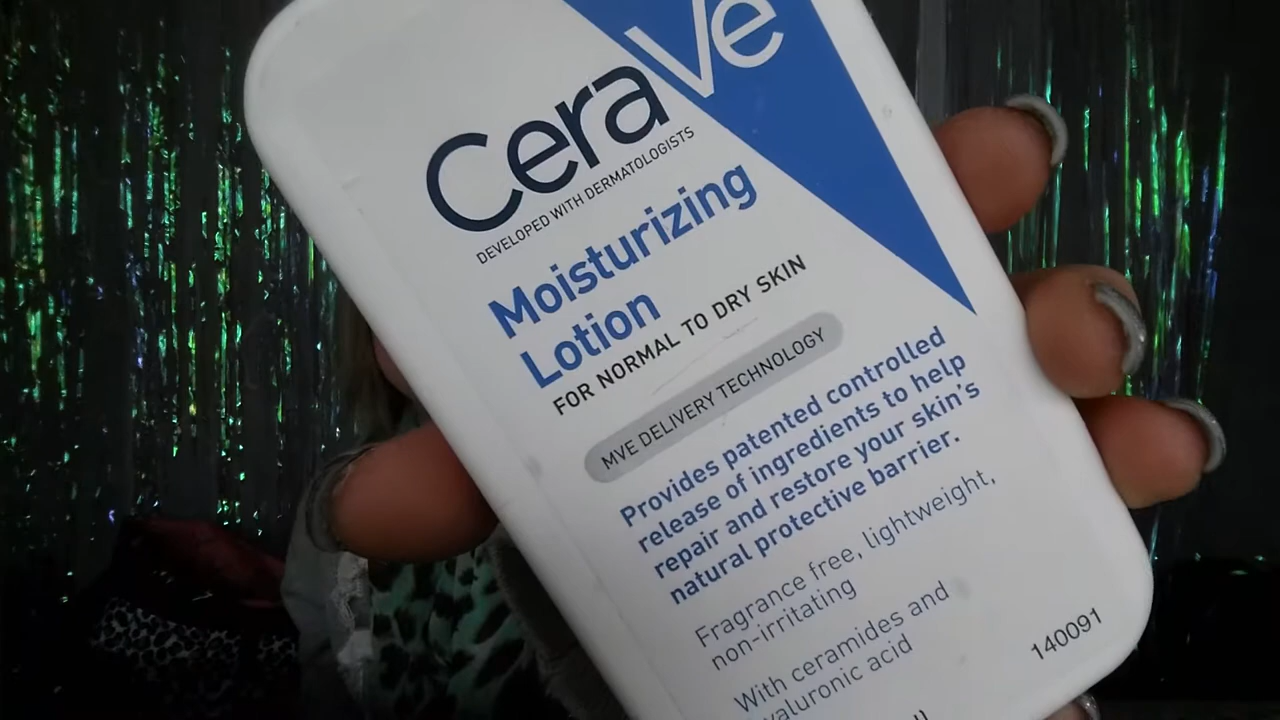 CeraVe
DEVELOPED WITH DERMATOLOGISTS
Moisturizing
Lotion
FOR NORMAL TO DRY SKIN
MVE DELIVERY TECHNOLOGY
Provides patented controlled
release of ingredients to help
repair and restore your skin's
natural protective barrier.
Fragrance free, lightweight,
non-irritating
With ceramides and
yaluronic acid
140091